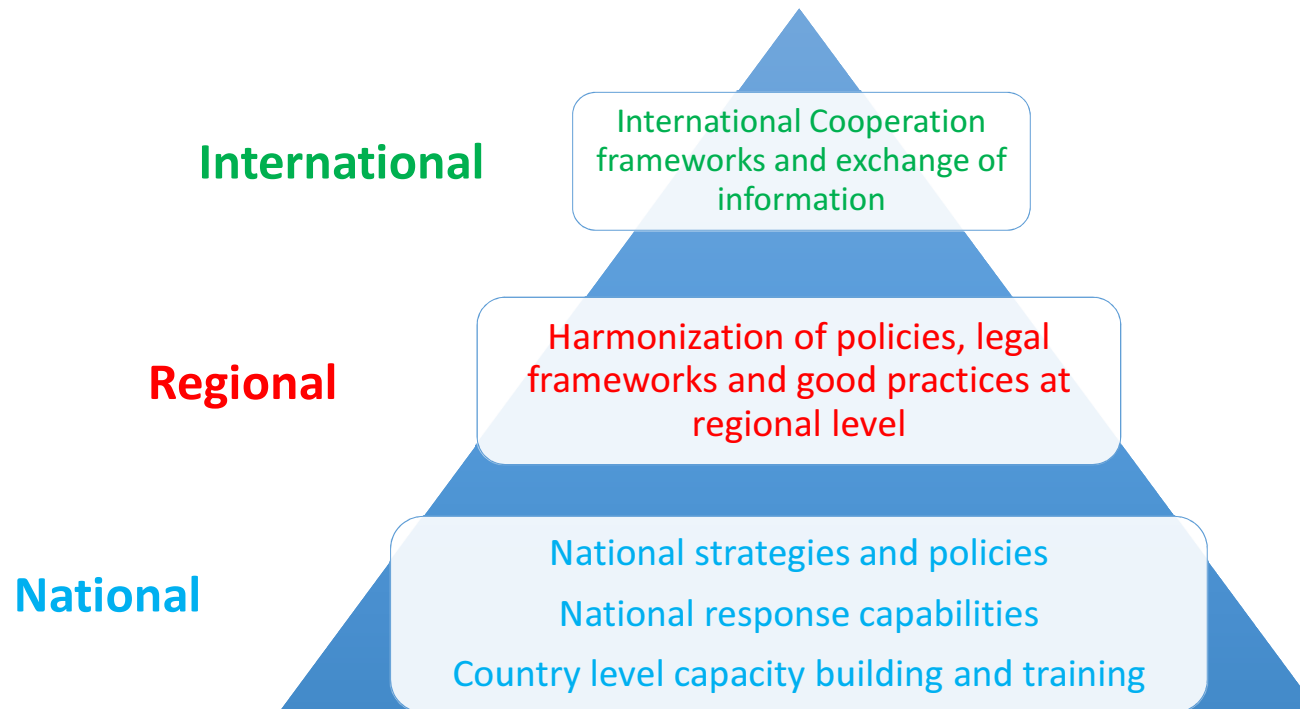 International
International Cooperation
frameworks and exchange of
information
Regional
Harmonization of policies, legal
frameworks and good practices at
regional level
National
National strategies and policies
National response capabilities
Country level capacity building and training